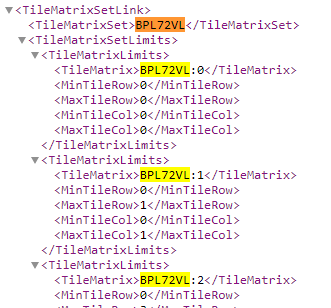 <TileMatrixSetLink>
<TileMatrixSet>BPL72VL</TileMatrixSet>
<TileMatrixSetLimits>
<TileMatrixLimits>
<TileMatrix>BPL72VL:0</TileMatrix>
<MinTileRow>0</MinTileRow>
<MaxTileRow>0</MaxTileRow>
<MinTileCol>0</MinTileCol>
<MaxTileCol>0</MaxTileCol>
</TileMatrixLimits>
<TileMatrixLimits>
<TileMatrix>BPL72VL:1</TileMatrix>
<MinTileRow>0</MinTileRow>
<MaxTileRow>1</MaxTileRow>
<MinTileCol>0</MinTileCol>
<MaxTileCol>1</MaxTileCol>
</TileMatrixLimits>
<TileMatrixLimits>
<TileMatrix>BPL72VL:2</TileMatrix>
<MinTileRow>0</MinTileRow>